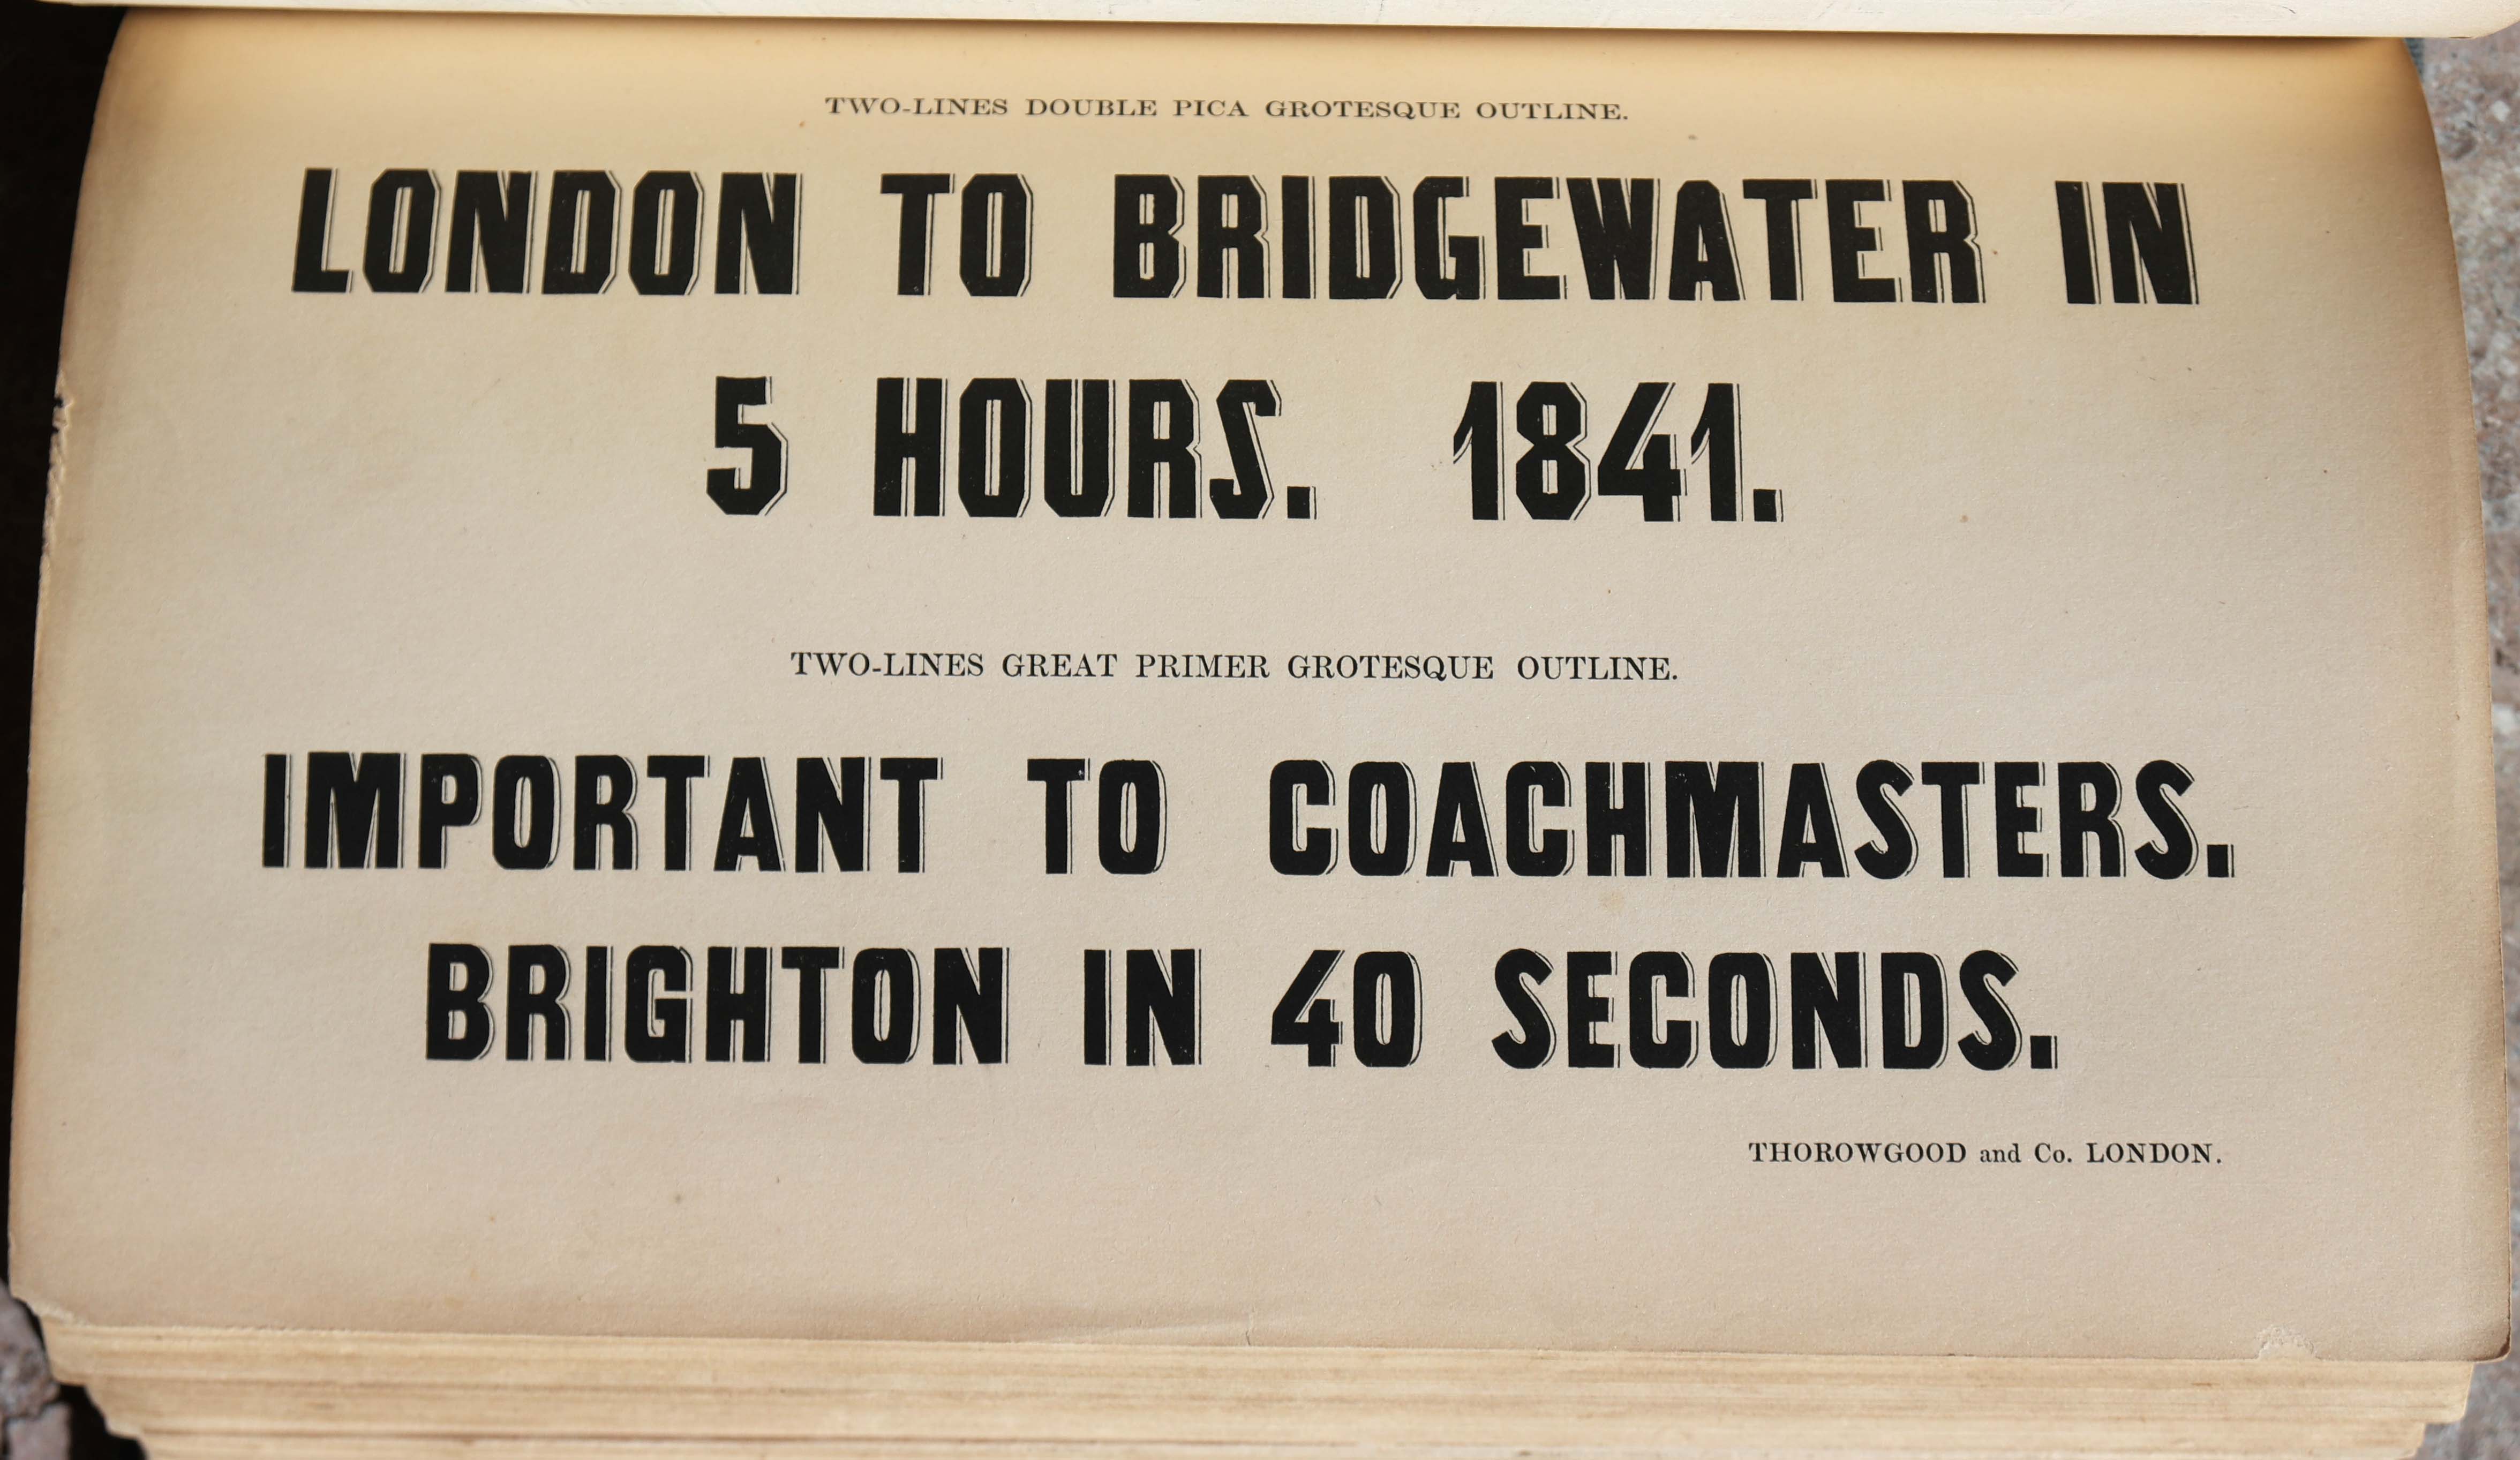 TWO-LINES DOUBLE PICA GROTESQUE OUTLINE.
LONDON TO BRIDGEWATER IN
5 HOURS. 1841.
TWO-LINES GREAT PRIMER GROTESQUE OUTLINE.
IMPORTANT TO COACHMASTERS.
BRIGHTON IN 40 SECONDS.
THOROWGOOD and Co. LONDON.